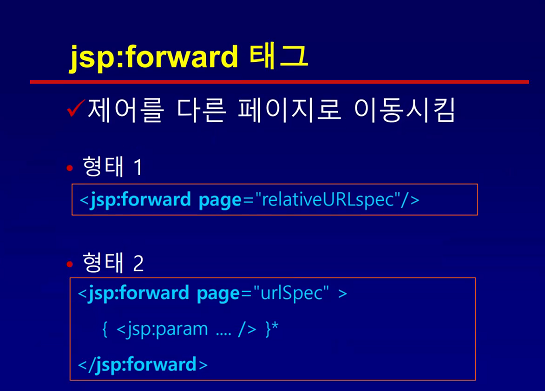 jsp:forward 태그
✓제어를 다른 페이지로 이동시킴
• 형태 1
<jsp:forward page="relativeURLspec"/>
• 형태 2
<jsp:forward page="urlSpec" >
{ <jsp:param .... /> }*
</jsp:forward>